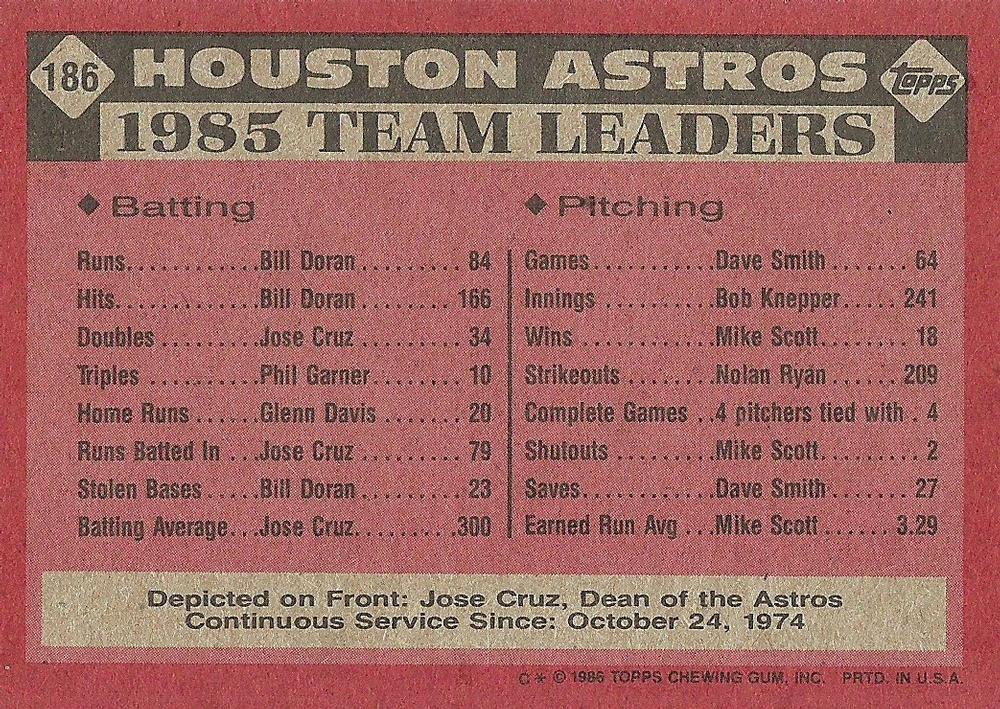 186 HOUSTON ASTROS topps
1985 TEAM LEADERS
◆ Batting
Runs............Bill Doran.........84
Hits.............Bill Doran........166
Doubles.........Jose Cruz.........34
Triples..........Phil Garner........10
Home Runs......Glenn Davis.......20
Runs Batted In...Jose Cruz.........79
Stolen Bases.....Bill Doran.........23
Batting Average...Jose Cruz........300
◆ Pitching
Games...........Dave Smith.......64
Innings..........Bob Knepper.....241
Wins............Mike Scott.........18
Strikeouts........Nolan Ryan......209
Complete Games..4 pitchers tied with.4
Shutouts.........Mike Scott.........2
Saves............Dave Smith.......27
Earned Run Avg...Mike Scott......3.29
Depicted on Front: Jose Cruz, Dean of the Astros
Continuous Service Since: October 24, 1974
C * © 1986 TOPPS CHEWING GUM, INC. PRTD. IN U.S.A.